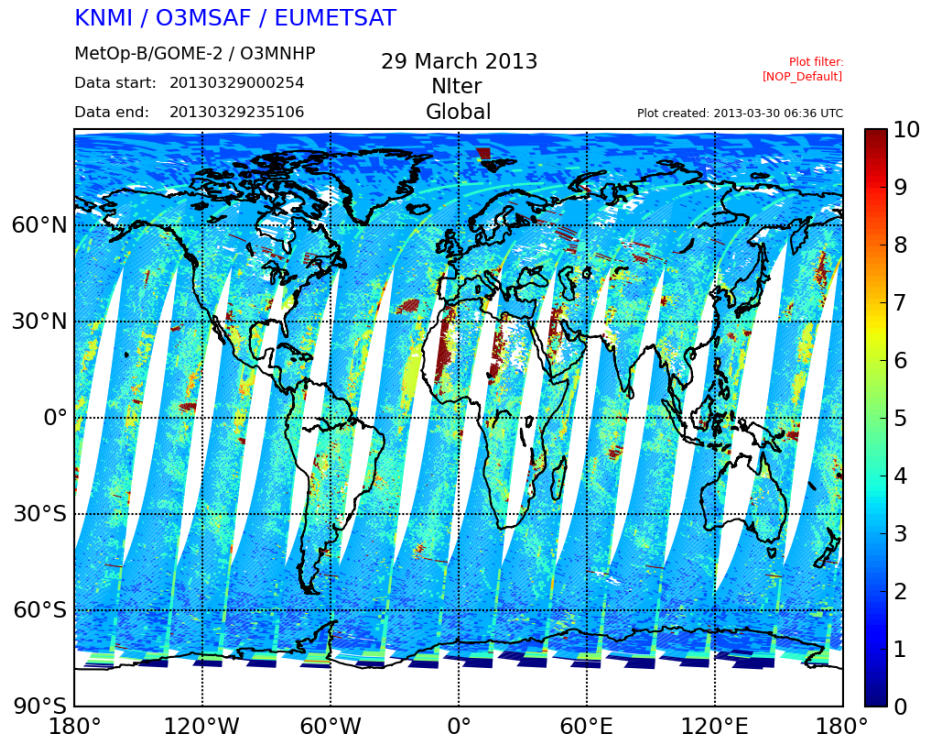 KNMI / O3MSAF / EUMETSAT
MetOp-B/GOME-2 / O3MNHP
Data start: 20130329000254
Data end: 20130329235106
29 March 2013
NIter
Global
Plot filter:
[NOP_Default]
Plot created: 2013-03-30 06:36 UTC
60°N
30°N
0°
30°S
60°S
90°S
180°
120°W
60°W
0°
60°E
120°E
180°
10
9
8
7
6
5
4
3
2
1
0